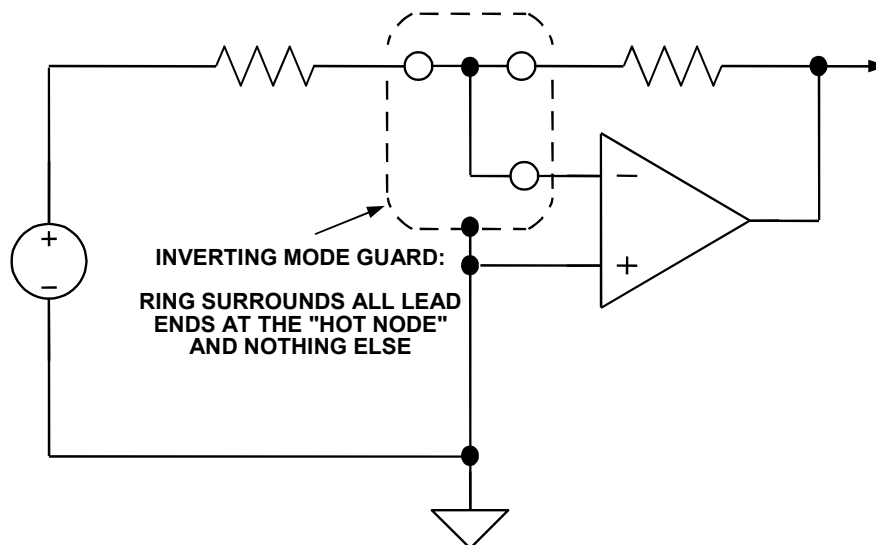 +
−
−
+
INVERTING MODE GUARD:
RING SURROUNDS ALL LEAD
ENDS AT THE "HOT NODE"
AND NOTHING ELSE